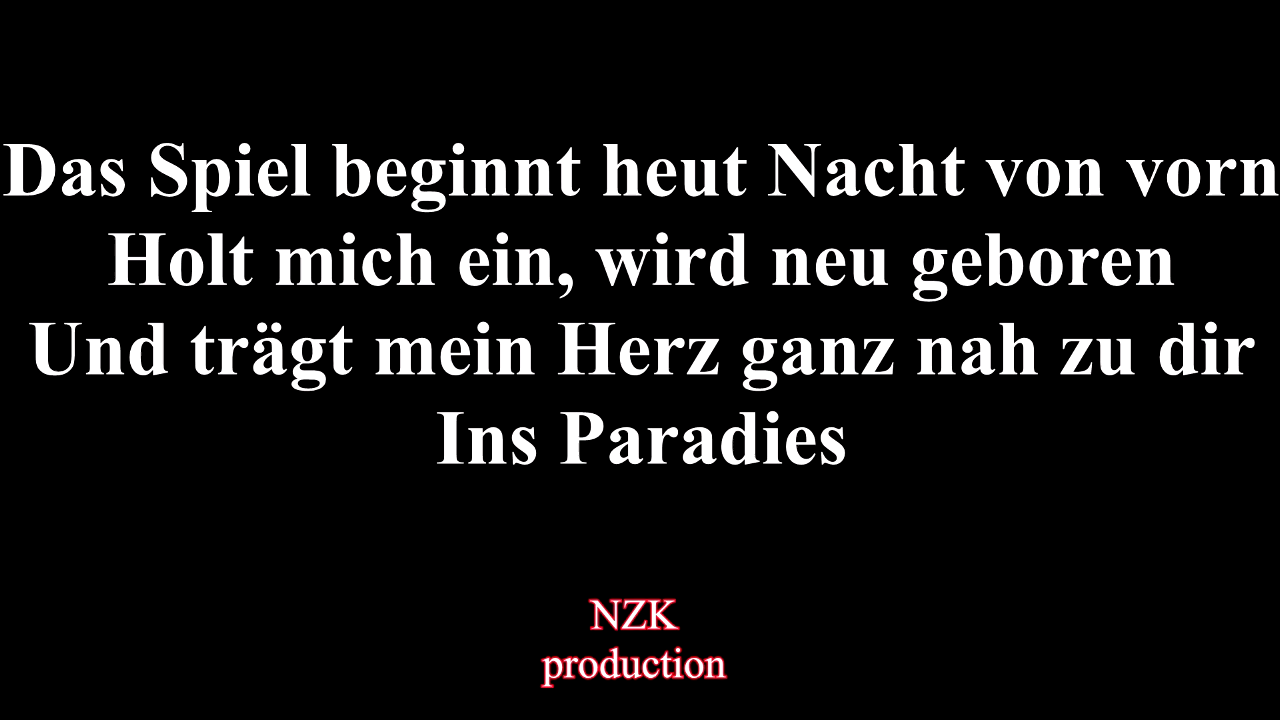 Das Spiel beginnt heut Nacht von vorn
Holt mich ein, wird neu geboren
Und trägt mein Herz ganz nah zu dir
Ins Paradies
NZK
production